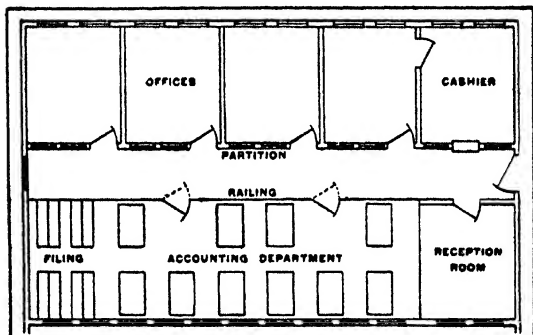 OFFICES
CASHIER
PARTITION
RAILING
FILING
ACCOUNTING DEPARTMENT
RECEPTION
ROOM